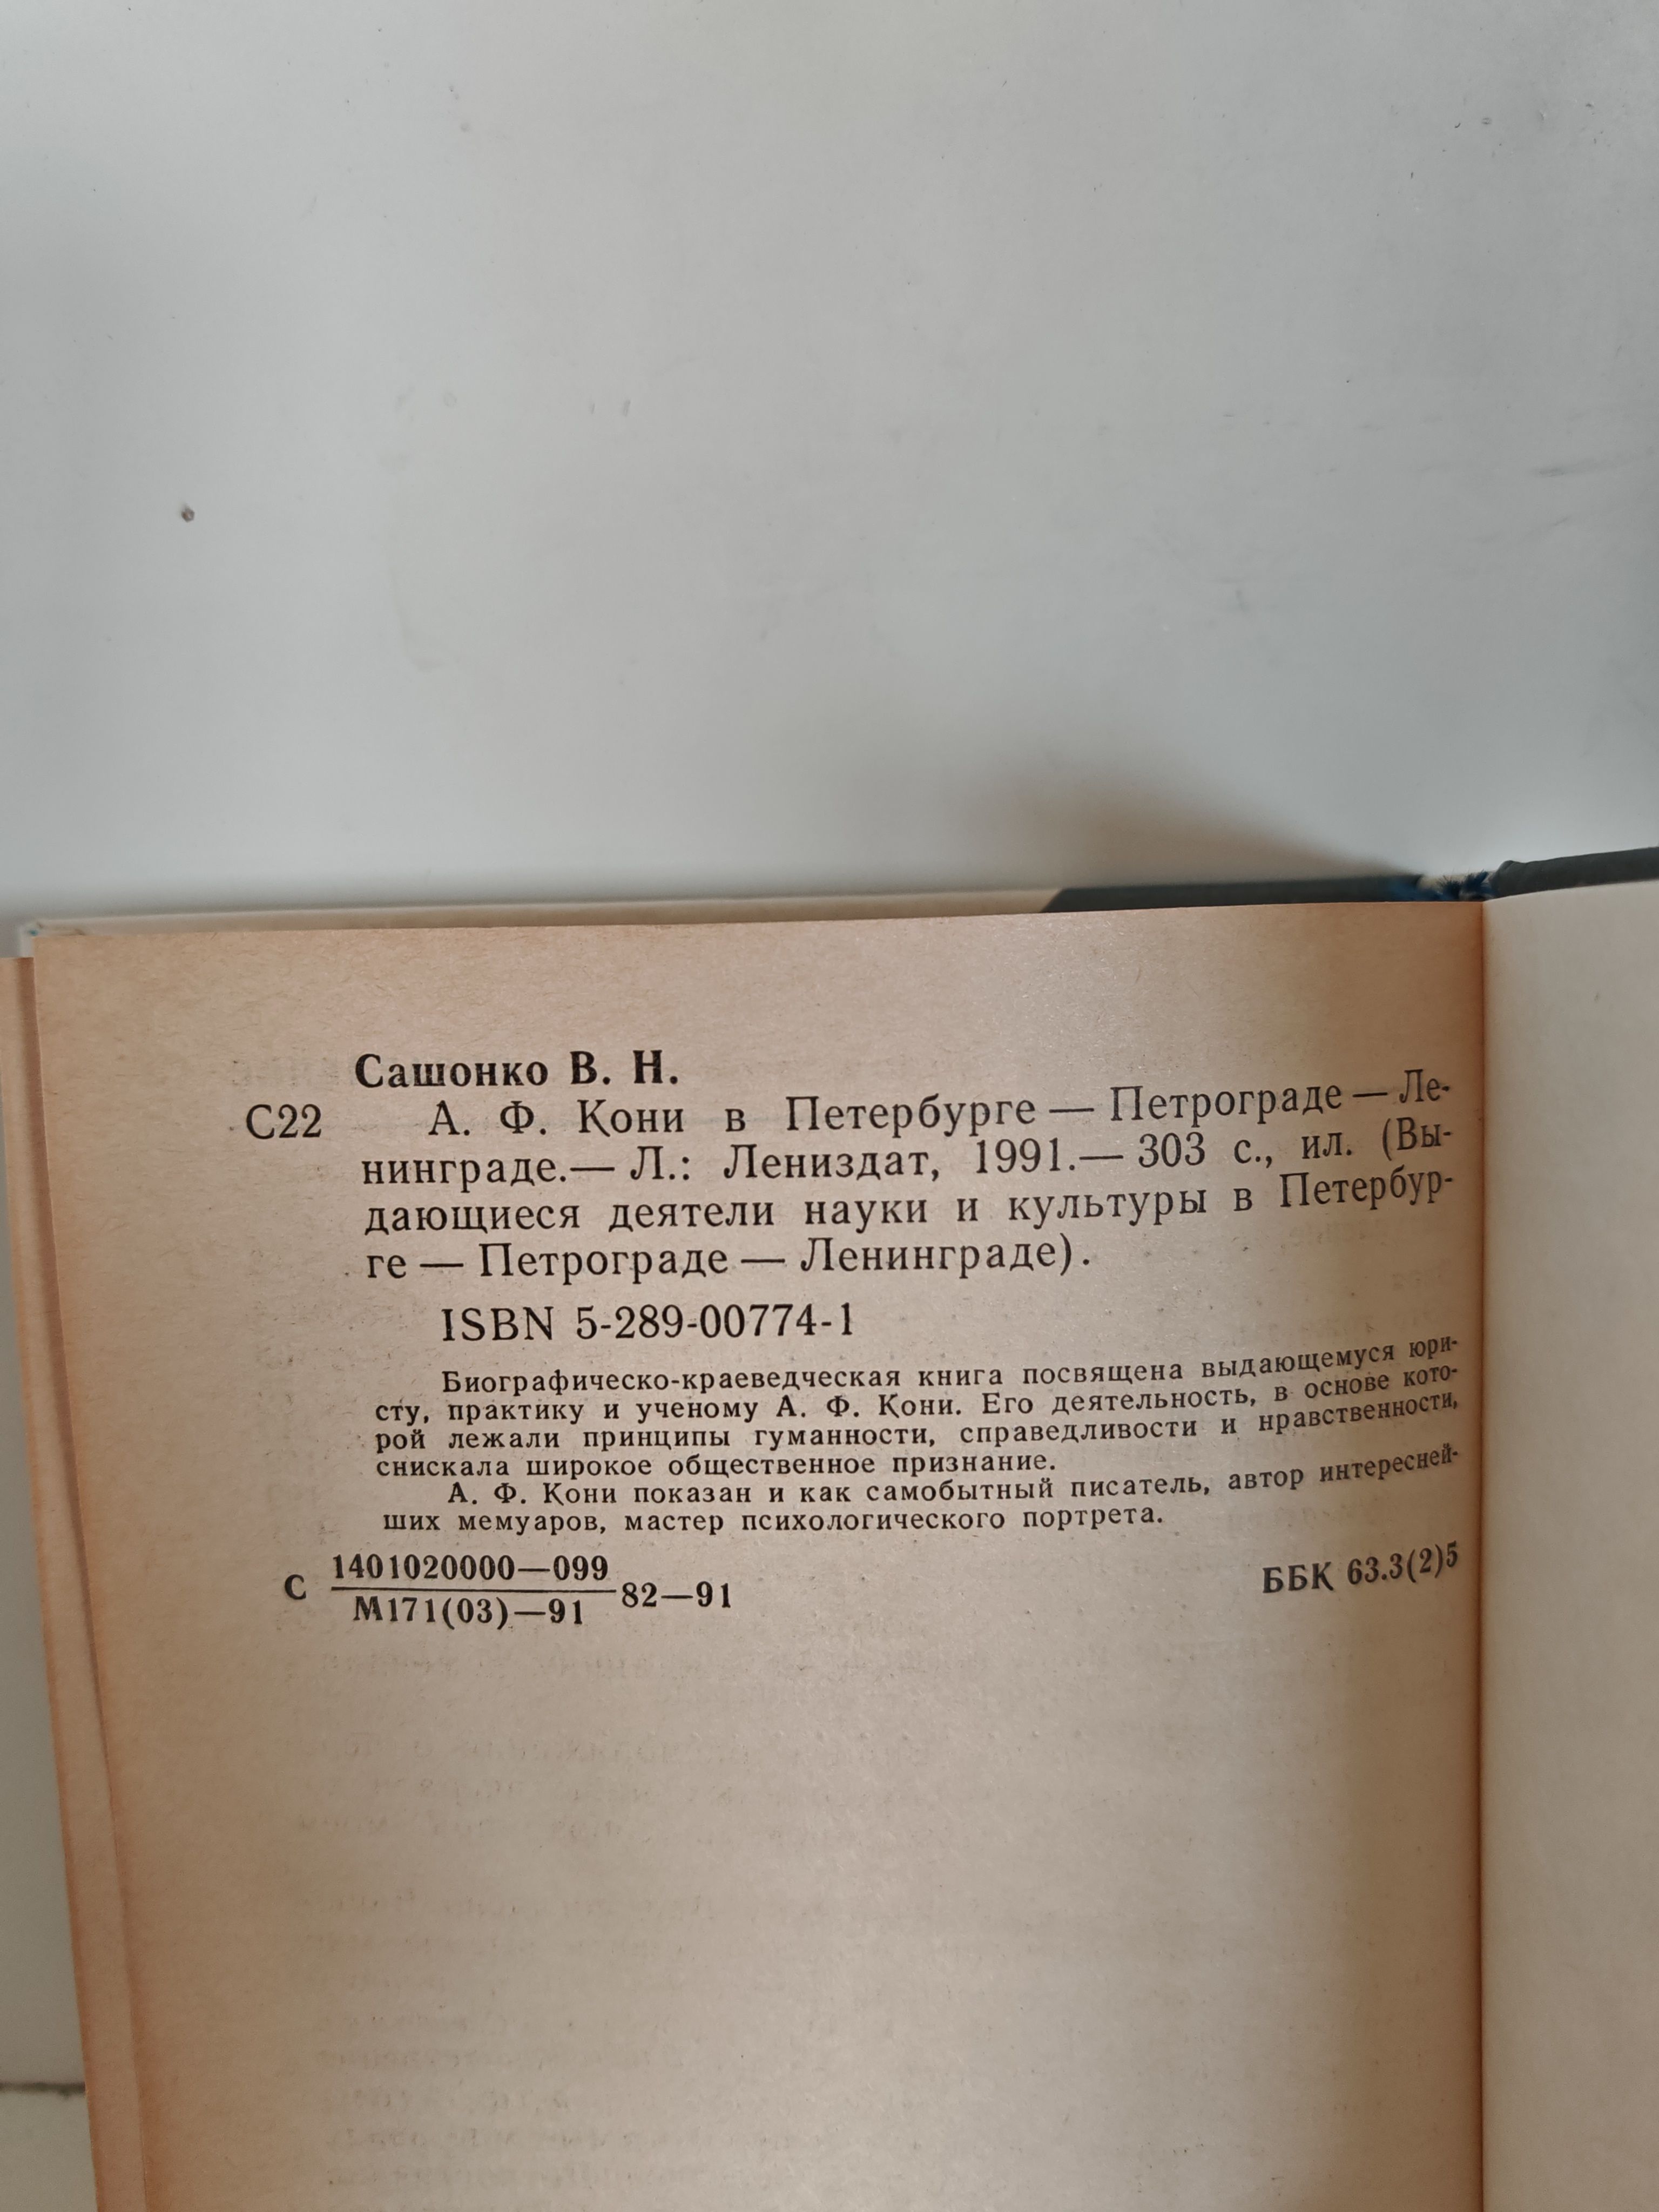 Сашонко В. Н.
С22 А. Ф. Кони в Петербурге — Петрограде — Ле-
нинграде.— Л.: Лениздат, 1991.— 303 с., ил. (Вы-
дающиеся деятели науки и культуры в Петербур-
ге — Петрограде — Ленинграде).
ISBN 5-289-00774-1
Биографическо-краеведческая книга посвящена выдающемуся юри-
сту, практику и ученому А. Ф. Кони. Его деятельность, в основе кото-
рой лежали принципы гуманности, справедливости и нравственности,
снискала широкое общественное признание.
А. Ф. Кони показан и как самобытный писатель, автор интересней-
ших мемуаров, мастер психологического портрета.
1401020000—099
С 82—91 ББК 63.3(2)5
М171(03)—91